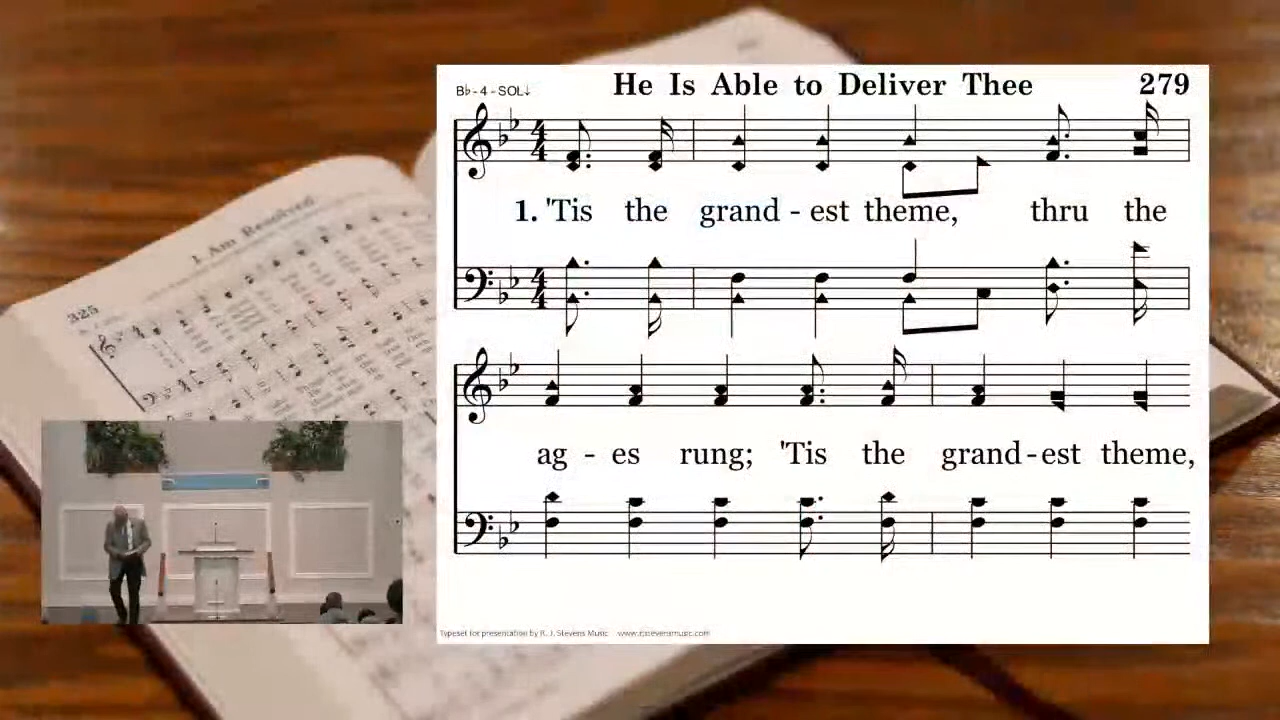 He Is Able to Deliver Thee
279
B♭ - 4 - SOL↓
1. 'Tis the grand - est theme, thru the
ag - es rung; 'Tis the grand - est theme,
Typeset for presentation by R. J. Stevens Music www.rjstevensmusic.com
I Am Resolved
325